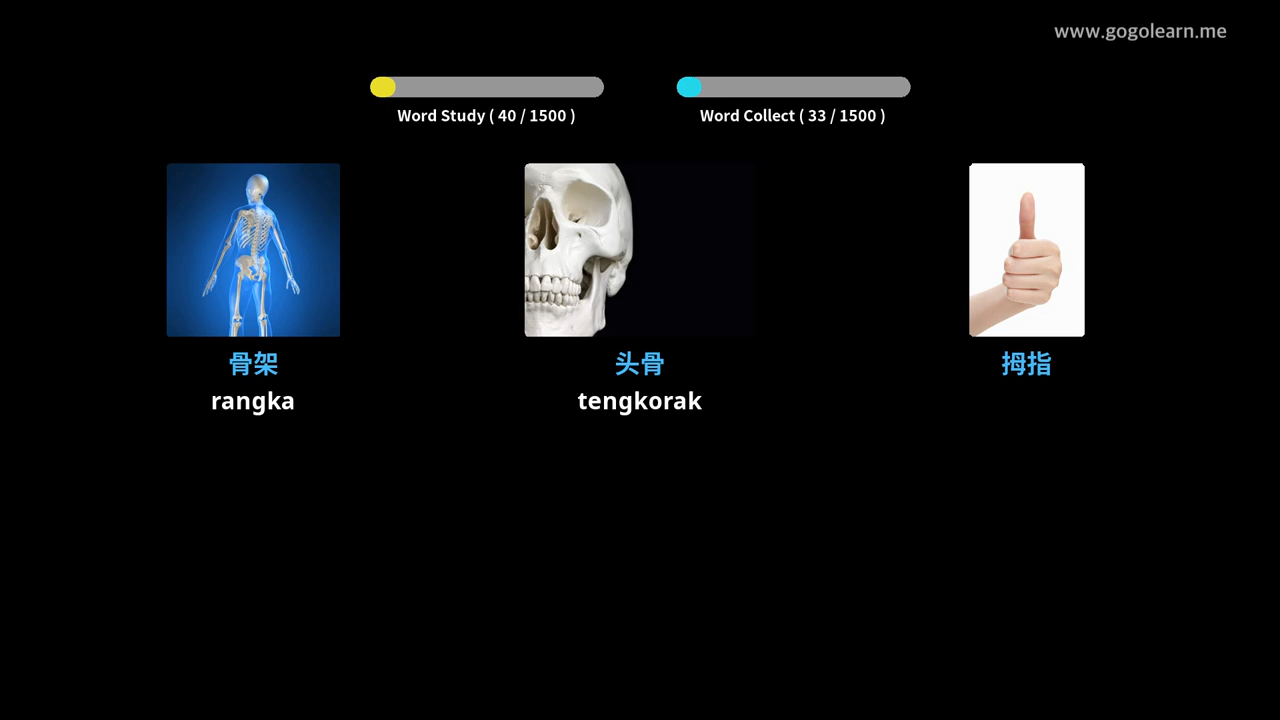 www.gogolearn.me
Word Study ( 40 / 1500 )
Word Collect ( 33 / 1500 )
骨架
头骨
拇指
rangka
tengkorak